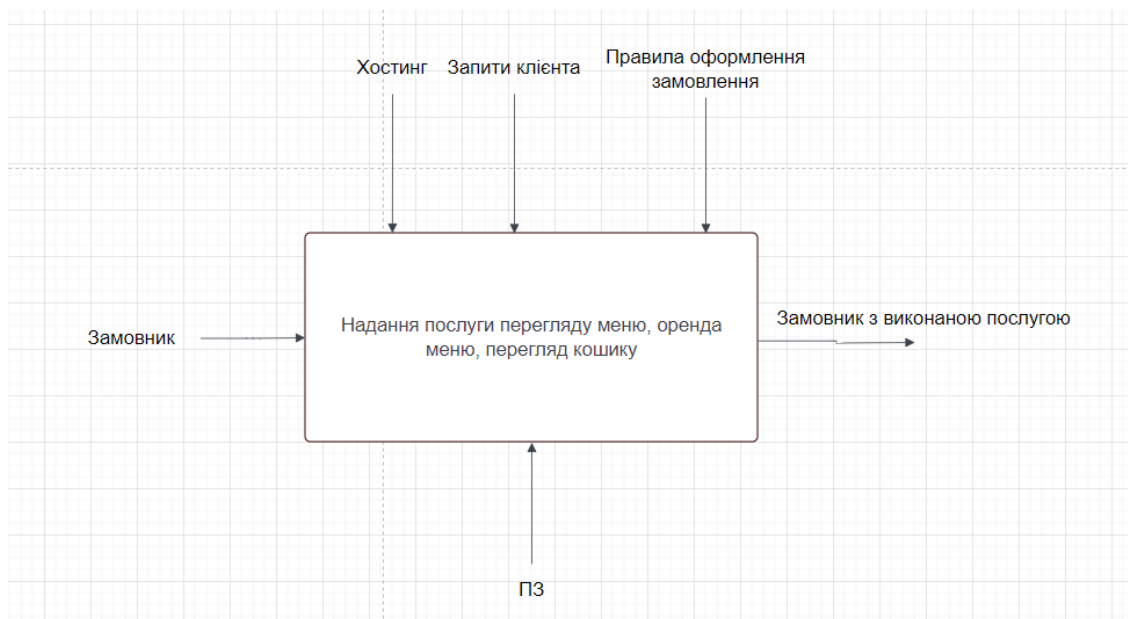 Хостинг
Запити клієнта
Правила оформлення
замовлення
Замовник
Надання послуги перегляду меню, оренда
меню, перегляд кошику
Замовник з виконаною послугою
ПЗ